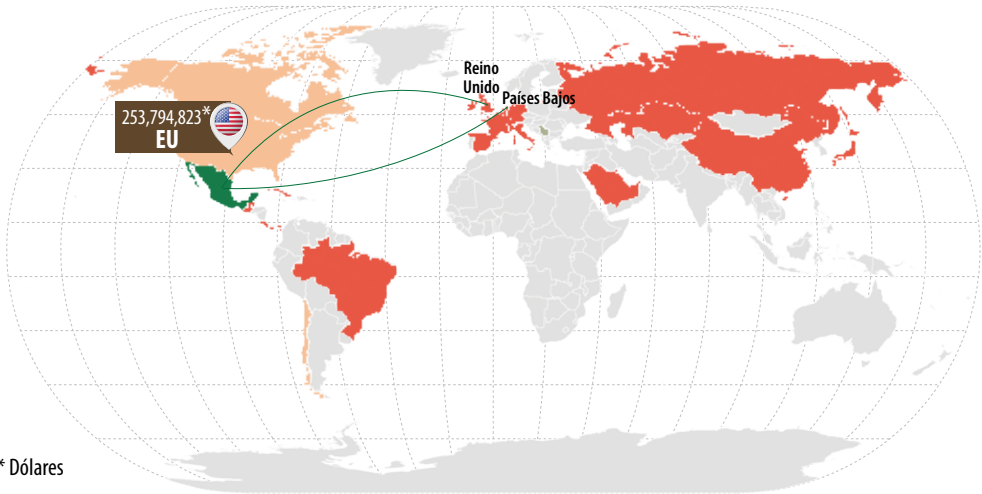 Reino
Unido
Países Bajos
253,794,823*
EU
* Dólares